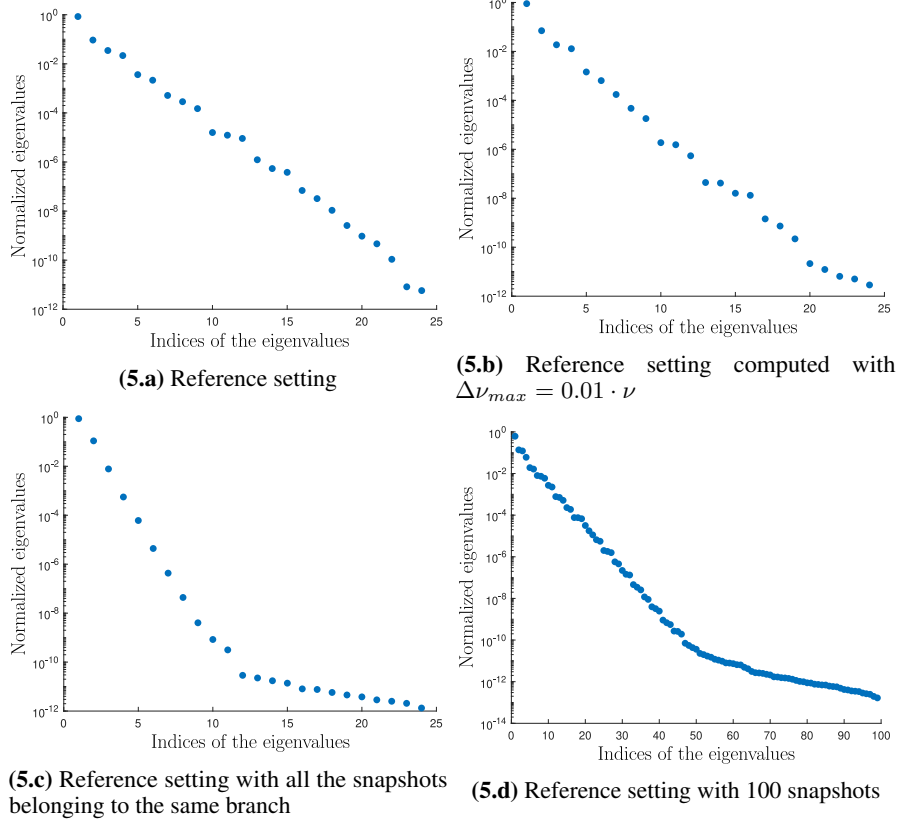 Normalized eigenvalues
10^0
10^-2
10^-4
10^-6
10^-8
10^-10
10^-12
0 5 10 15 20 25
Indices of the eigenvalues
(5.a) Reference setting
Normalized eigenvalues
10^0
10^-2
10^-4
10^-6
10^-8
10^-10
10^-12
5 10 15 20 25
Indices of the eigenvalues
(5.b) Reference setting computed with
Δν_max = 0.01 · ν
Normalized eigenvalues
10^0
10^-2
10^-4
10^-6
10^-8
10^-10
10^-12
0 5 10 15 20 25
Indices of the eigenvalues
(5.c) Reference setting with all the snapshots
belonging to the same branch
Normalized eigenvalues
10^0
10^-2
10^-4
10^-6
10^-8
10^-10
10^-12
10^-14
0 10 20 30 40 50 60 70 80 90 100
Indices of the eigenvalues
(5.d) Reference setting with 100 snapshots